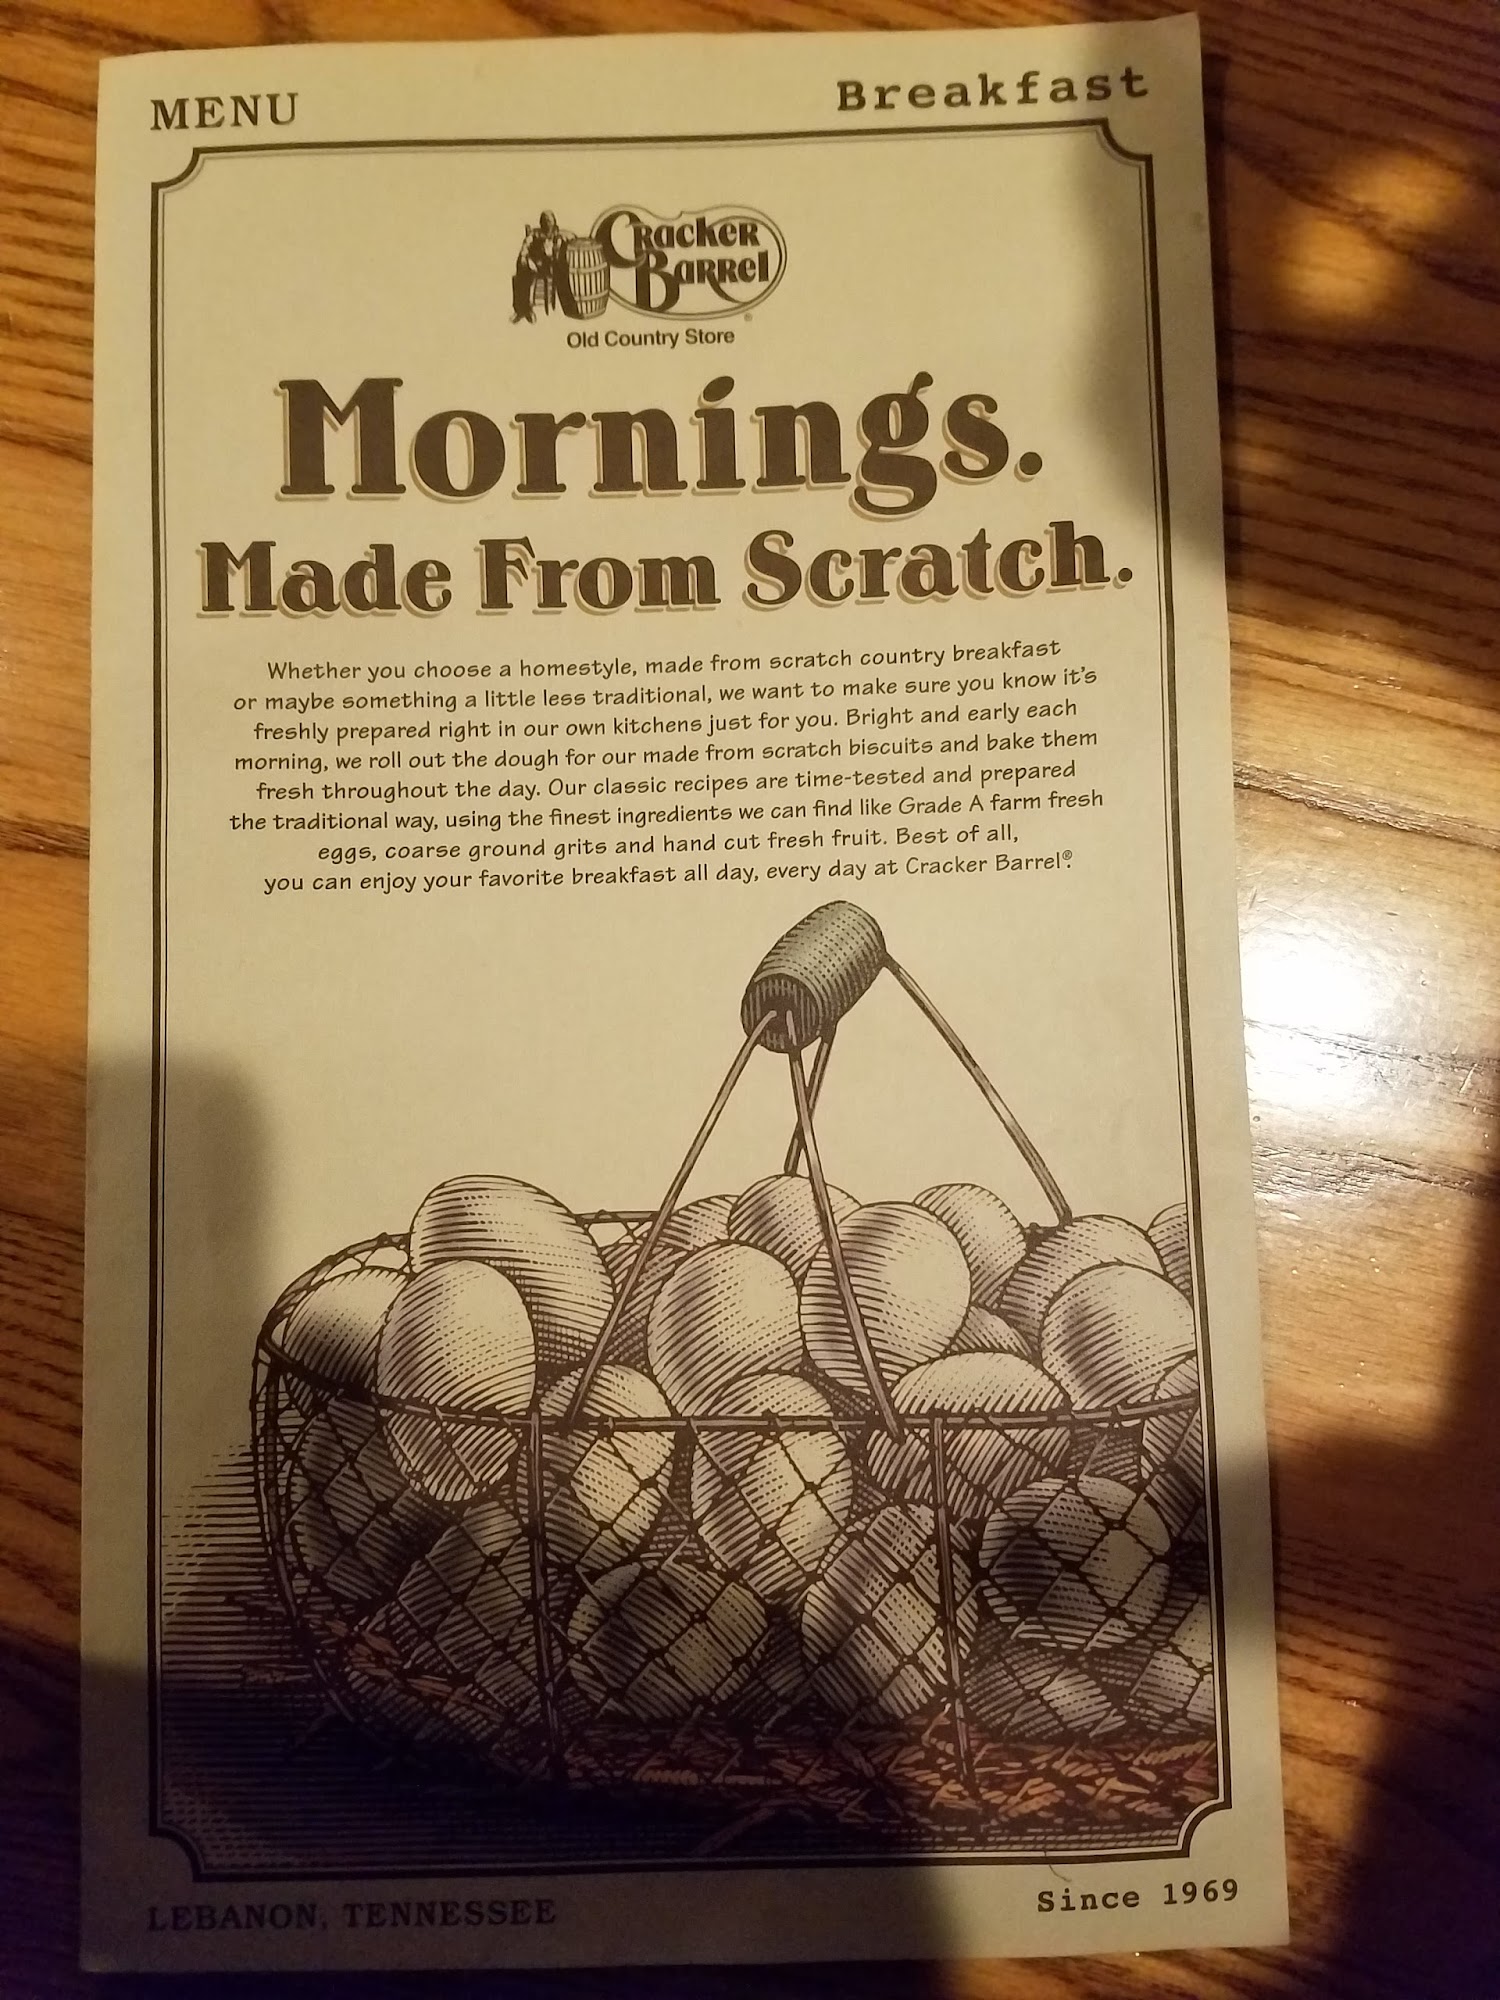 MENU
Breakfast
Cracker
Barrel
®
Old Country Store
Mornings.
Made From Scratch.
Whether you choose a homestyle, made from scratch country breakfast
or maybe something a little less traditional, we want to make sure you know it's
freshly prepared right in our own kitchens just for you. Bright and early each
morning, we roll out the dough for our made from scratch biscuits and bake them
fresh throughout the day. Our classic recipes are time-tested and prepared
the traditional way, using the finest ingredients we can find like Grade A farm fresh
eggs, coarse ground grits and hand cut fresh fruit. Best of all,
you can enjoy your favorite breakfast all day, every day at Cracker Barrel®.
LEBANON, TENNESSEE
Since 1969